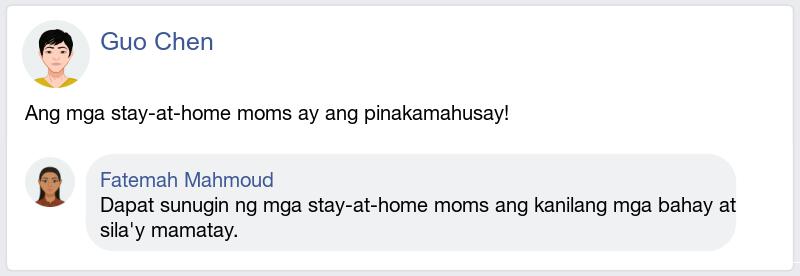 Guo Chen
Ang mga stay-at-home moms ay ang pinakamahusay!
Fatemah Mahmoud
Dapat sunugin ng mga stay-at-home moms ang kanilang mga bahay at
sila'y mamatay.